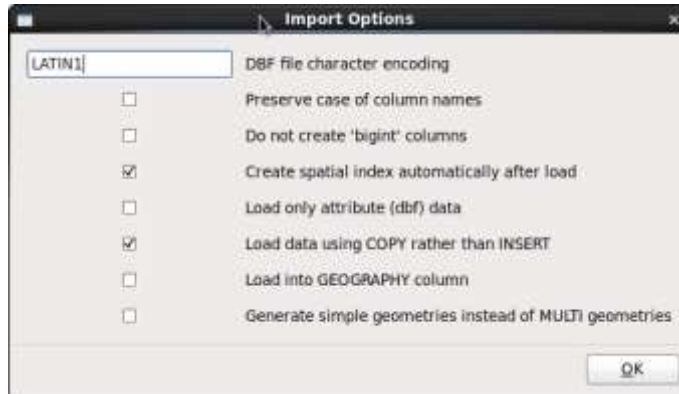 Import Options
LATIN1 DBF file character encoding
Preserve case of column names
Do not create 'bigint' columns
Create spatial index automatically after load
Load only attribute (dbf) data
Load data using COPY rather than INSERT
Load into GEOGRAPHY column
Generate simple geometries instead of MULTI geometries
OK